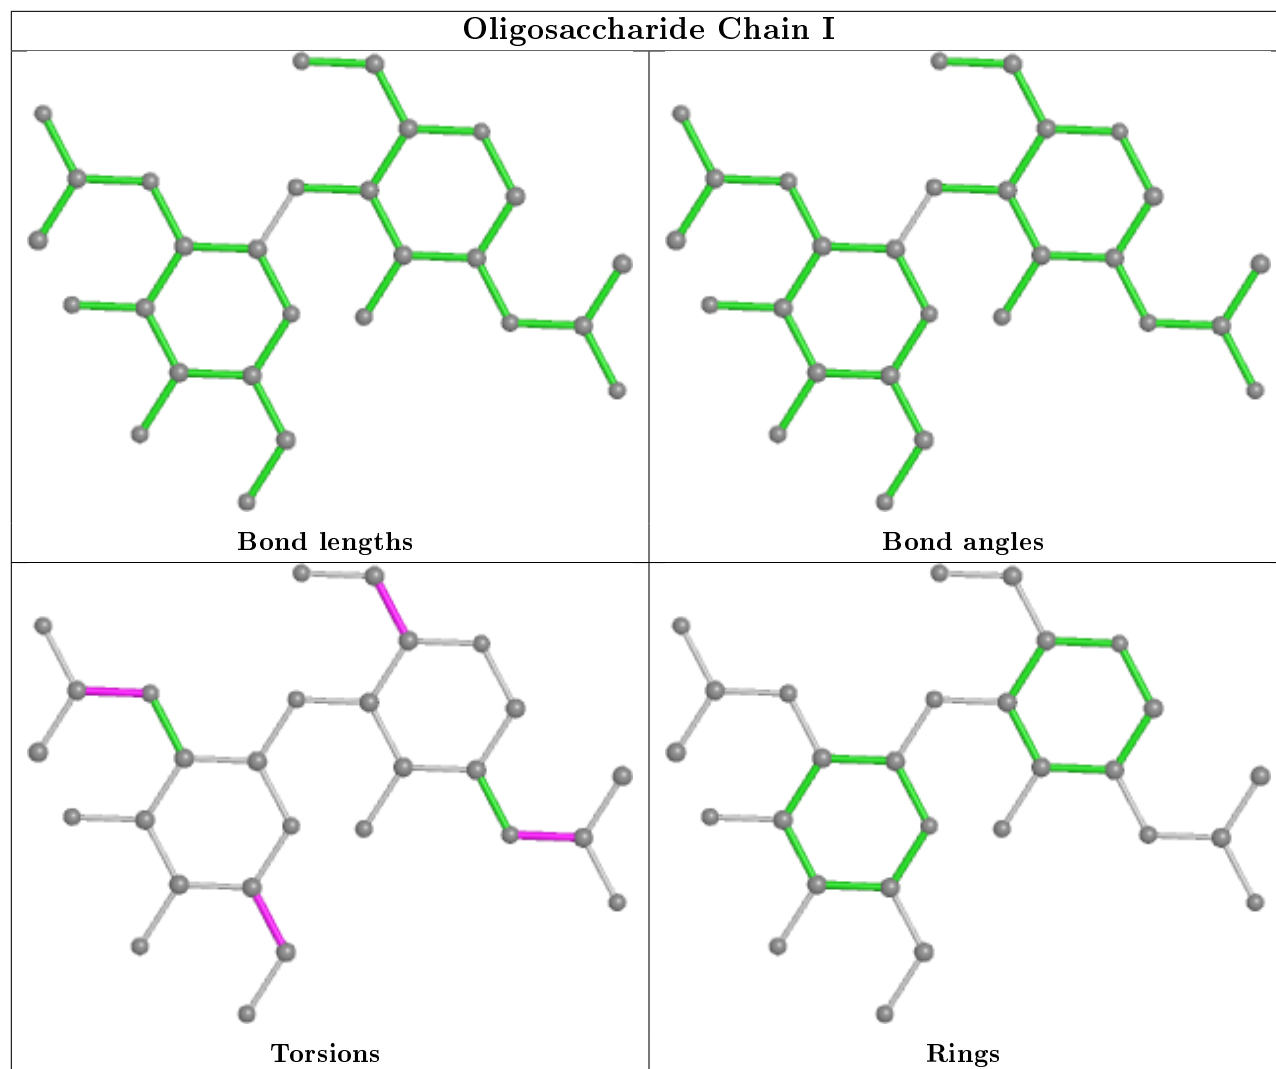 Oligosaccharide Chain I
Bond lengths
Bond angles
Torsions
Rings